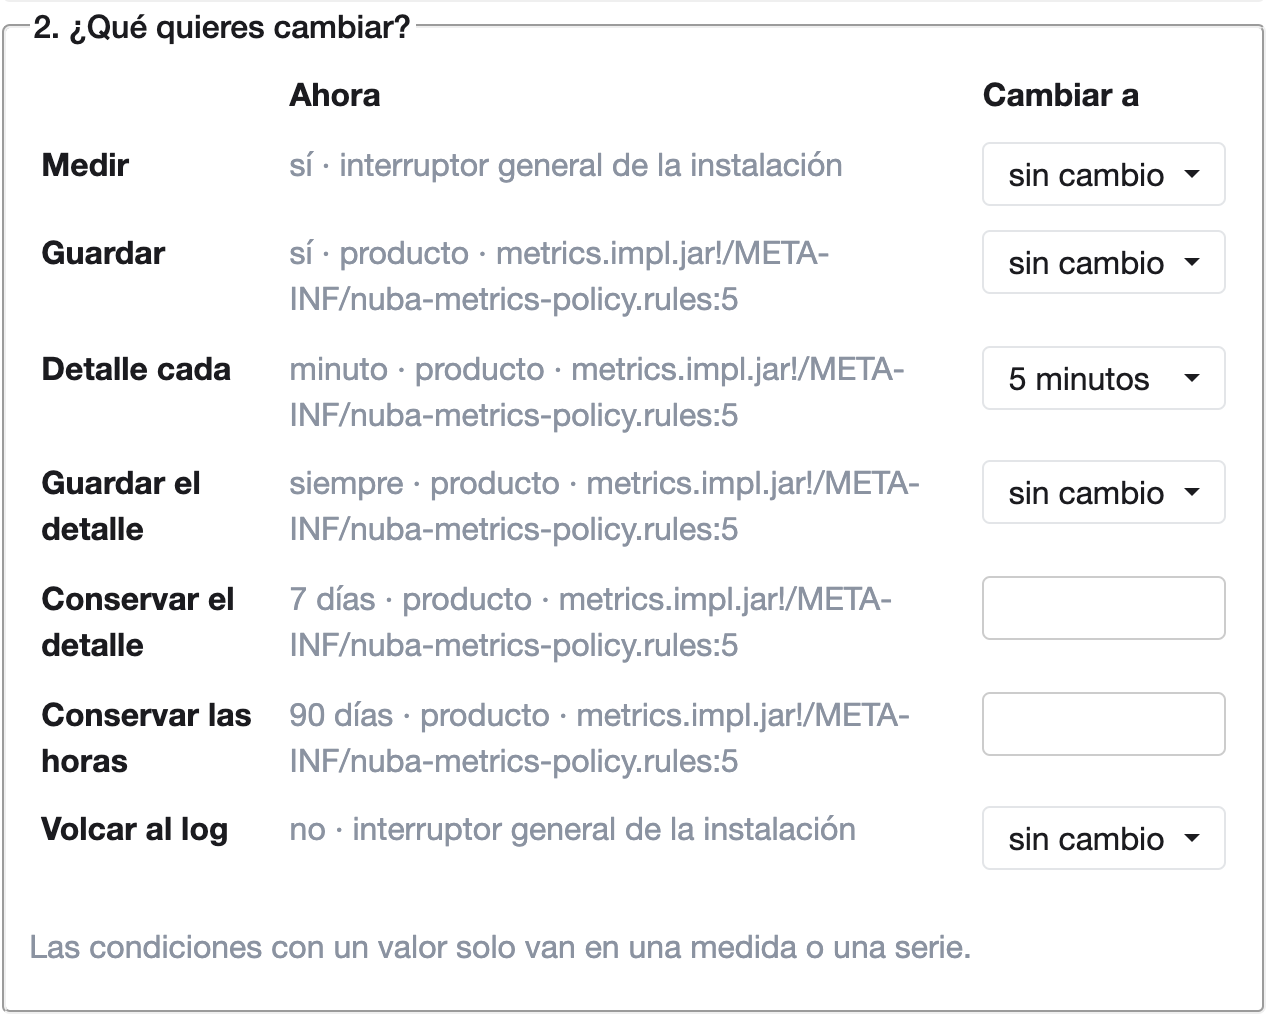 2. ¿Qué quieres cambiar?
Ahora
Cambiar a
Medir
sí · interruptor general de la instalación
sin cambio
Guardar
sí · producto · metrics.impl.jar!/META-
INF/nuba-metrics-policy.rules:5
sin cambio
Detalle cada
minuto · producto · metrics.impl.jar!/META-
INF/nuba-metrics-policy.rules:5
5 minutos
Guardar el
detalle
siempre · producto · metrics.impl.jar!/META-
INF/nuba-metrics-policy.rules:5
sin cambio
Conservar el
detalle
7 días · producto · metrics.impl.jar!/META-
INF/nuba-metrics-policy.rules:5
Conservar las
horas
90 días · producto · metrics.impl.jar!/META-
INF/nuba-metrics-policy.rules:5
Volcar al log
no · interruptor general de la instalación
sin cambio
Las condiciones con un valor solo van en una medida o una serie.